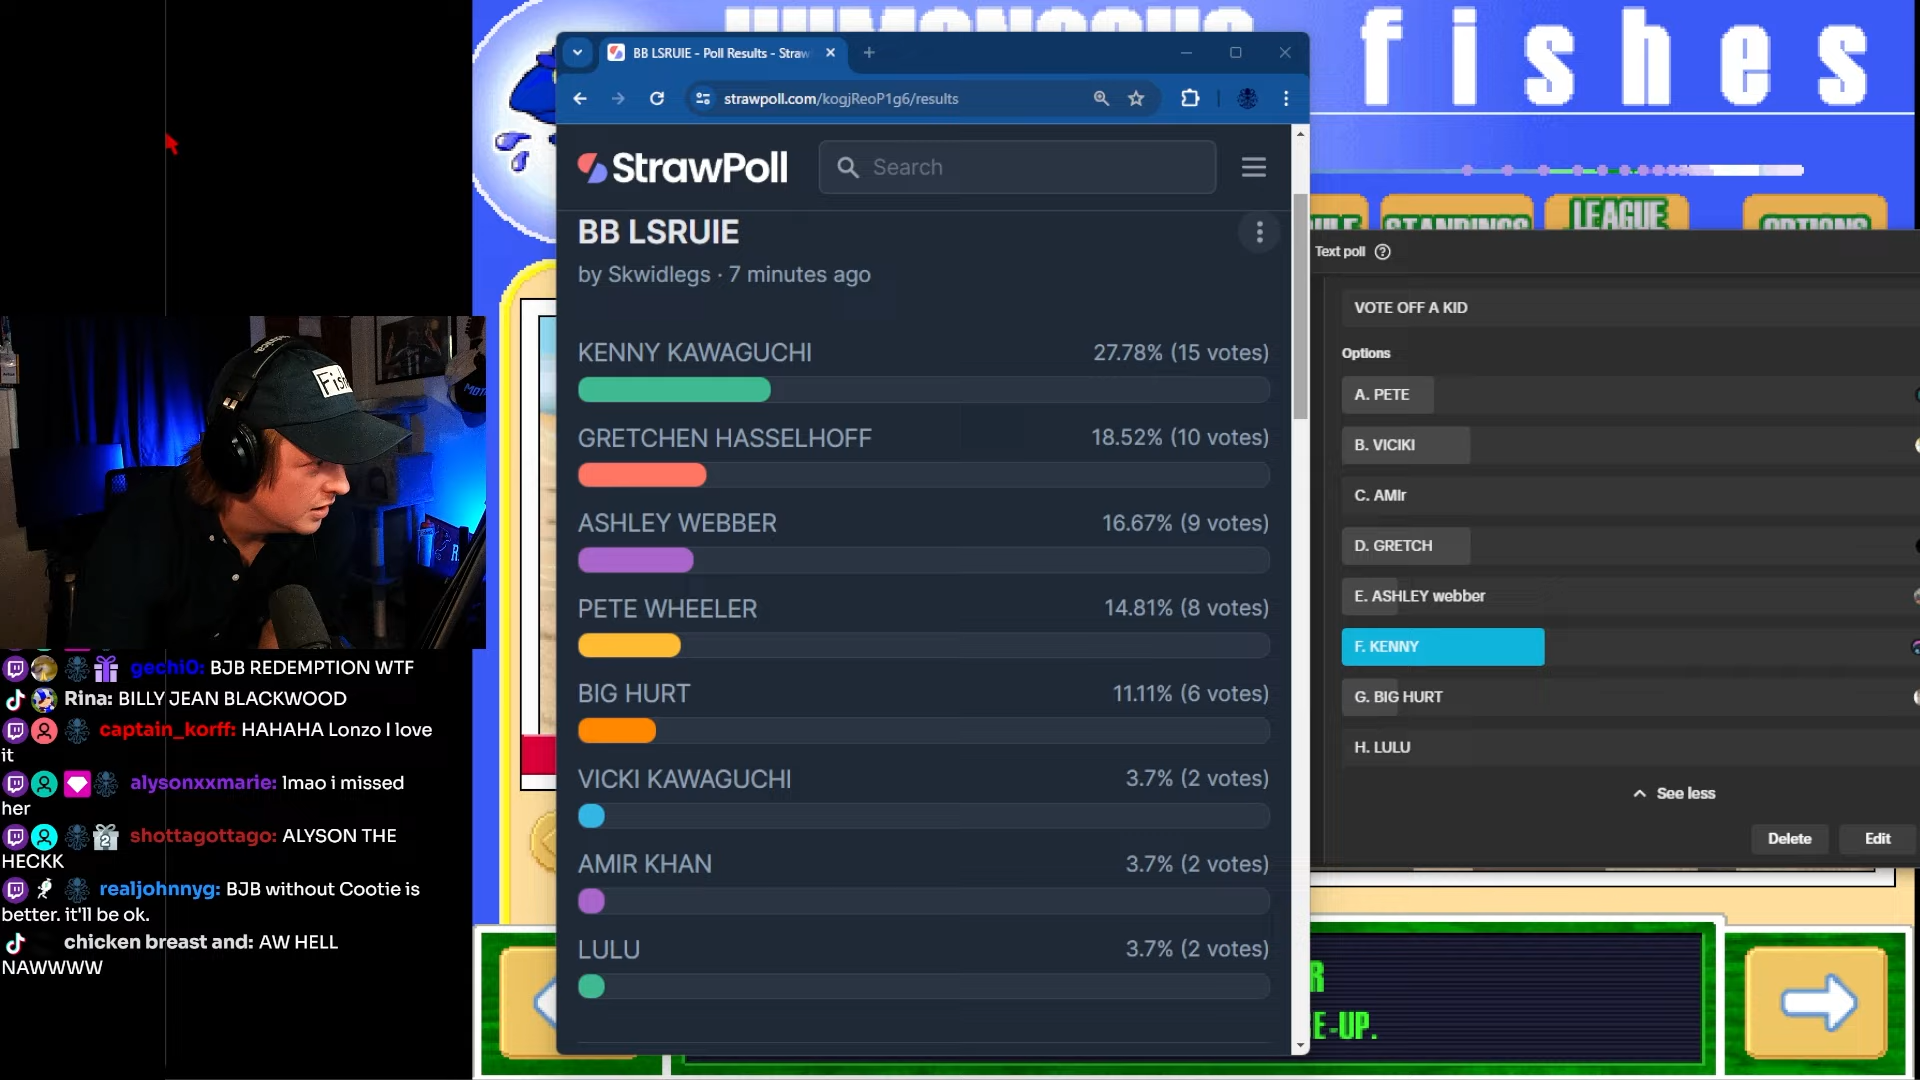 fishes
BB LSRUIE - Poll Results - Straw
strawpoll.com/kogjReoP1g6/results
StrawPoll
Search
BB LSRUIE
by Skwidlegs · 7 minutes ago
KENNY KAWAGUCHI 27.78% (15 votes)
GRETCHEN HASSELHOFF 18.52% (10 votes)
ASHLEY WEBBER 16.67% (9 votes)
PETE WHEELER 14.81% (8 votes)
BIG HURT 11.11% (6 votes)
VICKI KAWAGUCHI 3.7% (2 votes)
AMIR KHAN 3.7% (2 votes)
LULU 3.7% (2 votes)
STANDINGS
LEAGUE
OPTIONS
Text poll
VOTE OFF A KID
Options
A. PETE
B. VICIKI
C. AMIr
D. GRETCH
E. ASHLEY webber
F. KENNY
G. BIG HURT
H. LULU
See less
Delete Edit
E-UP.
gechi0: BJB REDEMPTION WTF
Rina: BILLY JEAN BLACKWOOD
captain_korff: HAHAHA Lonzo I love
it
alysonxxmarie: lmao i missed
her
shottagottago: ALYSON THE
HECKK
realjohnnyg: BJB without Cootie is
better. it'll be ok.
chicken breast and: AW HELL
NAWWWW